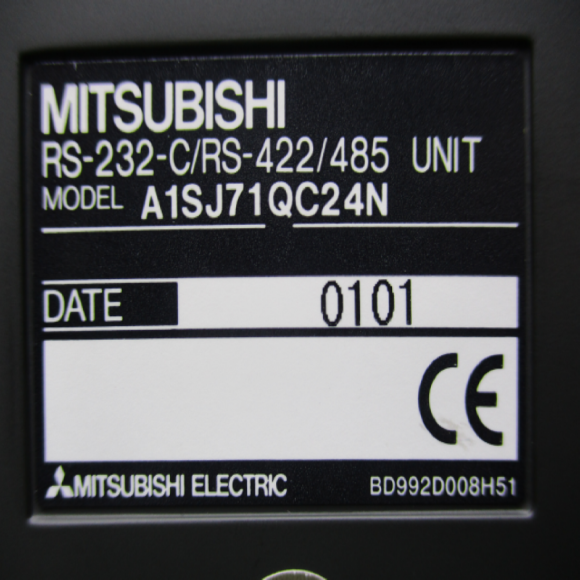 MITSUBISHI
RS-232-C/RS-422/485 UNIT
MODEL A1SJ71QC24N
DATE 0101
CE
MITSUBISHI ELECTRIC BD992D008H51